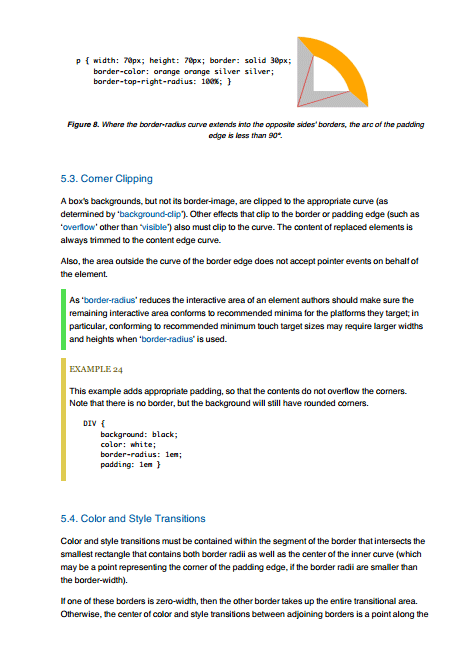 p { width: 70px; height: 70px; border: solid 30px;
border-color: orange orange silver silver;
border-top-right-radius: 100%; }
Figure 8. Where the border-radius curve extends into the opposite sides' borders, the arc of the padding
edge is less than 90°.
5.3. Corner Clipping
A box's backgrounds, but not its border-image, are clipped to the appropriate curve (as
determined by ‘background-clip’). Other effects that clip to the border or padding edge (such as
‘overflow’ other than ‘visible’) also must clip to the curve. The content of replaced elements is
always trimmed to the content edge curve.
Also, the area outside the curve of the border edge does not accept pointer events on behalf of
the element.
As ‘border-radius’ reduces the interactive area of an element authors should make sure the
remaining interactive area conforms to recommended minima for the platforms they target; in
particular, conforming to recommended minimum touch target sizes may require larger widths
and heights when ‘border-radius’ is used.
EXAMPLE 24
This example adds appropriate padding, so that the contents do not overflow the corners.
Note that there is no border, but the background will still have rounded corners.
DIV {
background: black;
color: white;
border-radius: 1em;
padding: 1em }
5.4. Color and Style Transitions
Color and style transitions must be contained within the segment of the border that intersects the
smallest rectangle that contains both border radii as well as the center of the inner curve (which
may be a point representing the corner of the padding edge, if the border radii are smaller than
the border-width).
If one of these borders is zero-width, then the other border takes up the entire transitional area.
Otherwise, the center of color and style transitions between adjoining borders is a point along the